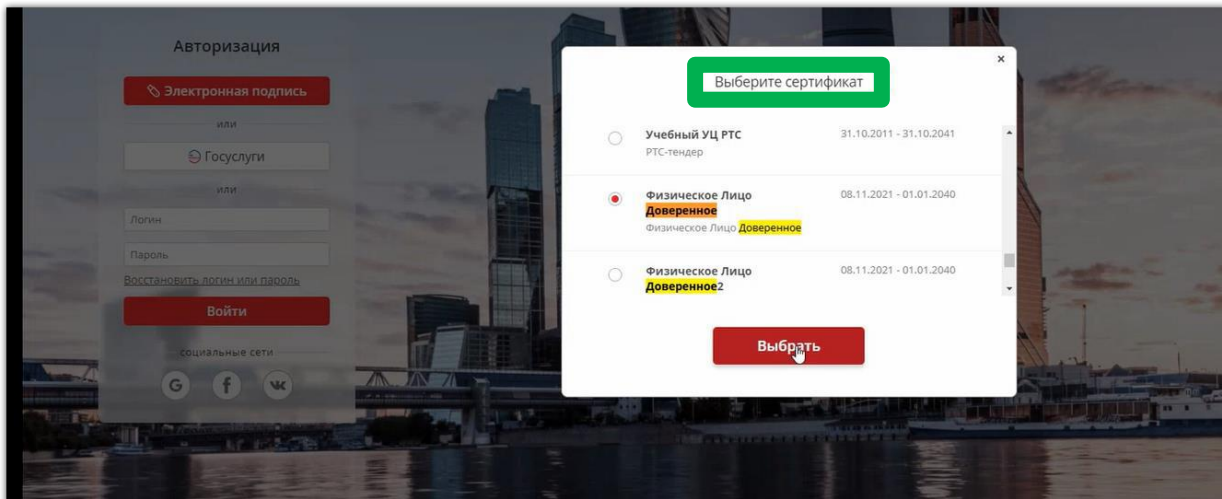 Авторизация
Электронная подпись
или
Госуслуги
или
Логин
Пароль
Восстановить логин или пароль
Войти
социальные сети
G f
Выберите сертификат
×
Учебный УЦ РТС 31.10.2011 - 31.10.2041
РТС-тендер
Физическое Лицо 08.11.2021 - 01.01.2040
Доверенное
Физическое Лицо Доверенное
Физическое Лицо 08.11.2021 - 01.01.2040
Доверенное2
Выбрать